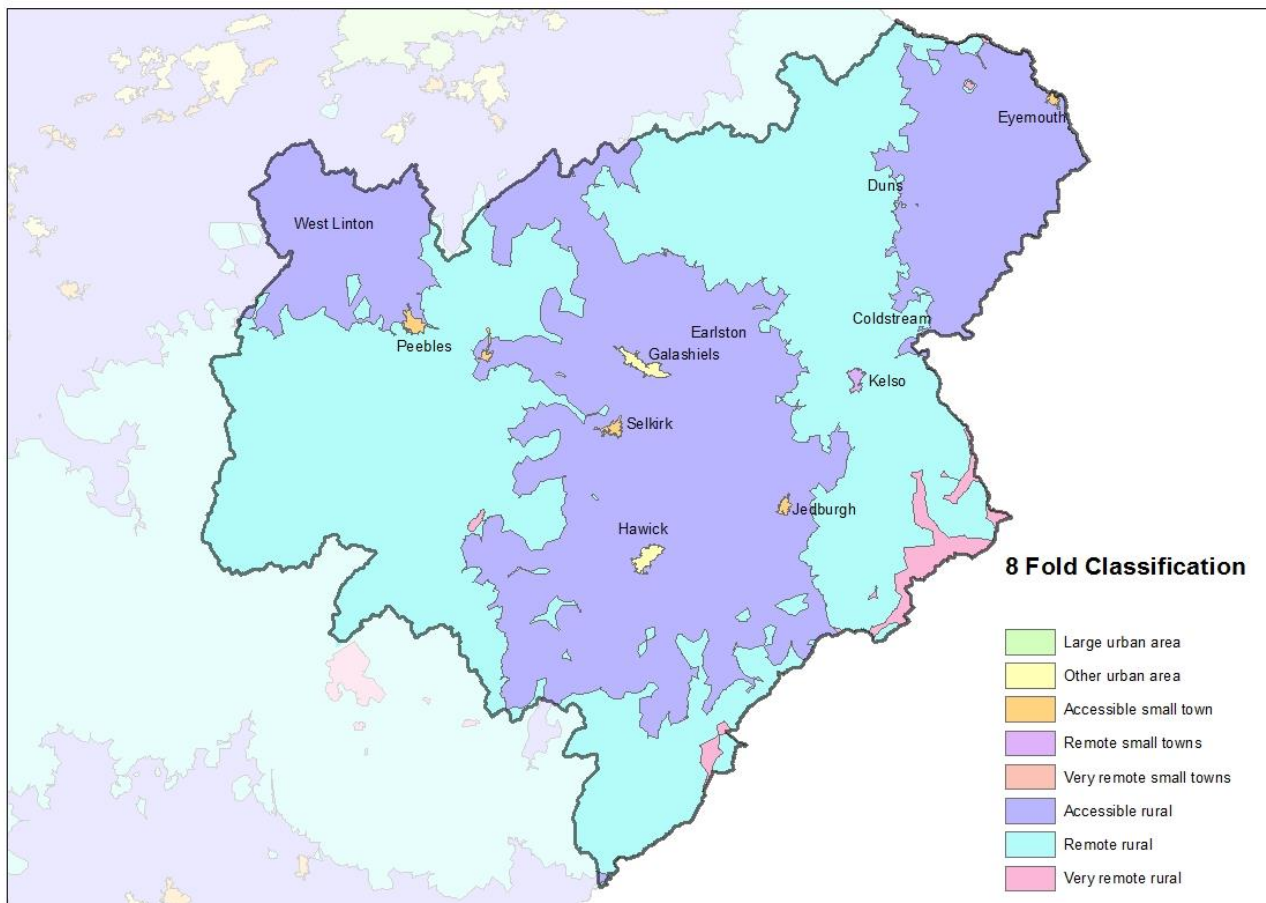 Eyemouth
Duns
West Linton
Coldstream
Earlston
Peebles
Galashiels
Kelso
Selkirk
Jedburgh
Hawick
8 Fold Classification
Large urban area
Other urban area
Accessible small town
Remote small towns
Very remote small towns
Accessible rural
Remote rural
Very remote rural